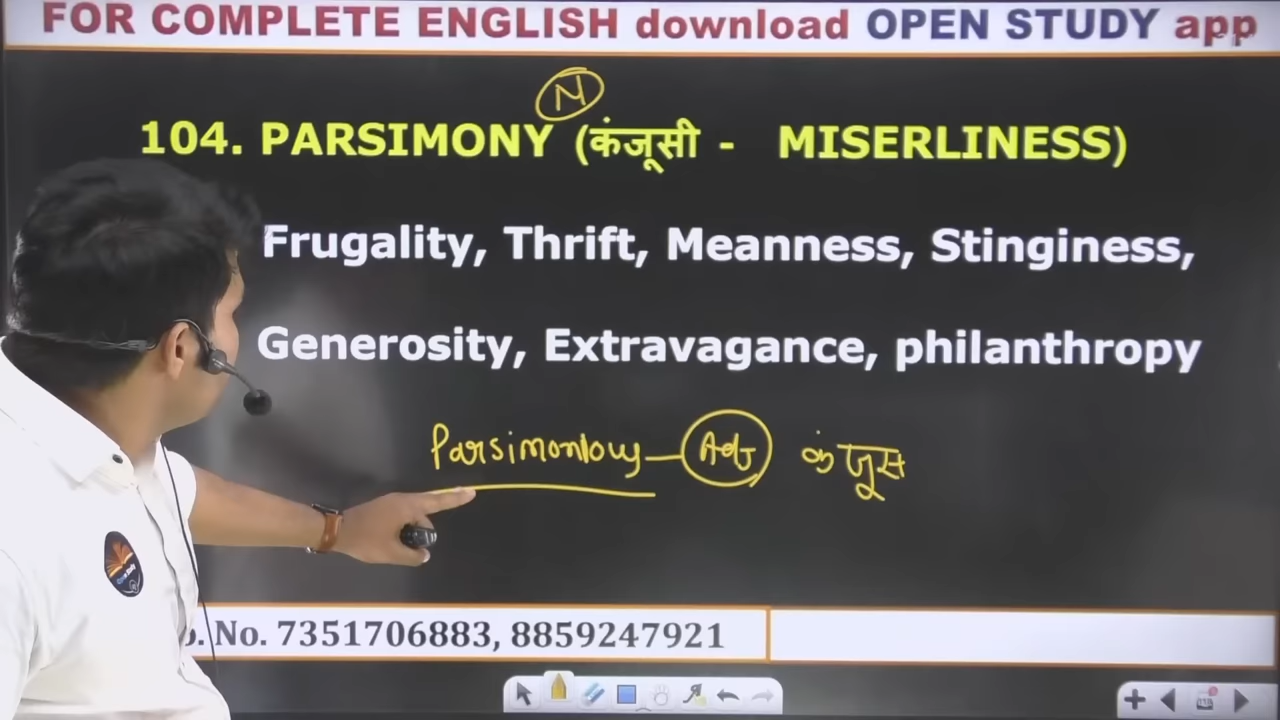 FOR COMPLETE ENGLISH download OPEN STUDY app
N
104. PARSIMONY (कंजूसी - MISERLINESS)
Frugality, Thrift, Meanness, Stinginess,
Generosity, Extravagance, philanthropy
Parsimonious — Adj कंजूस
No. 7351706883, 8859247921